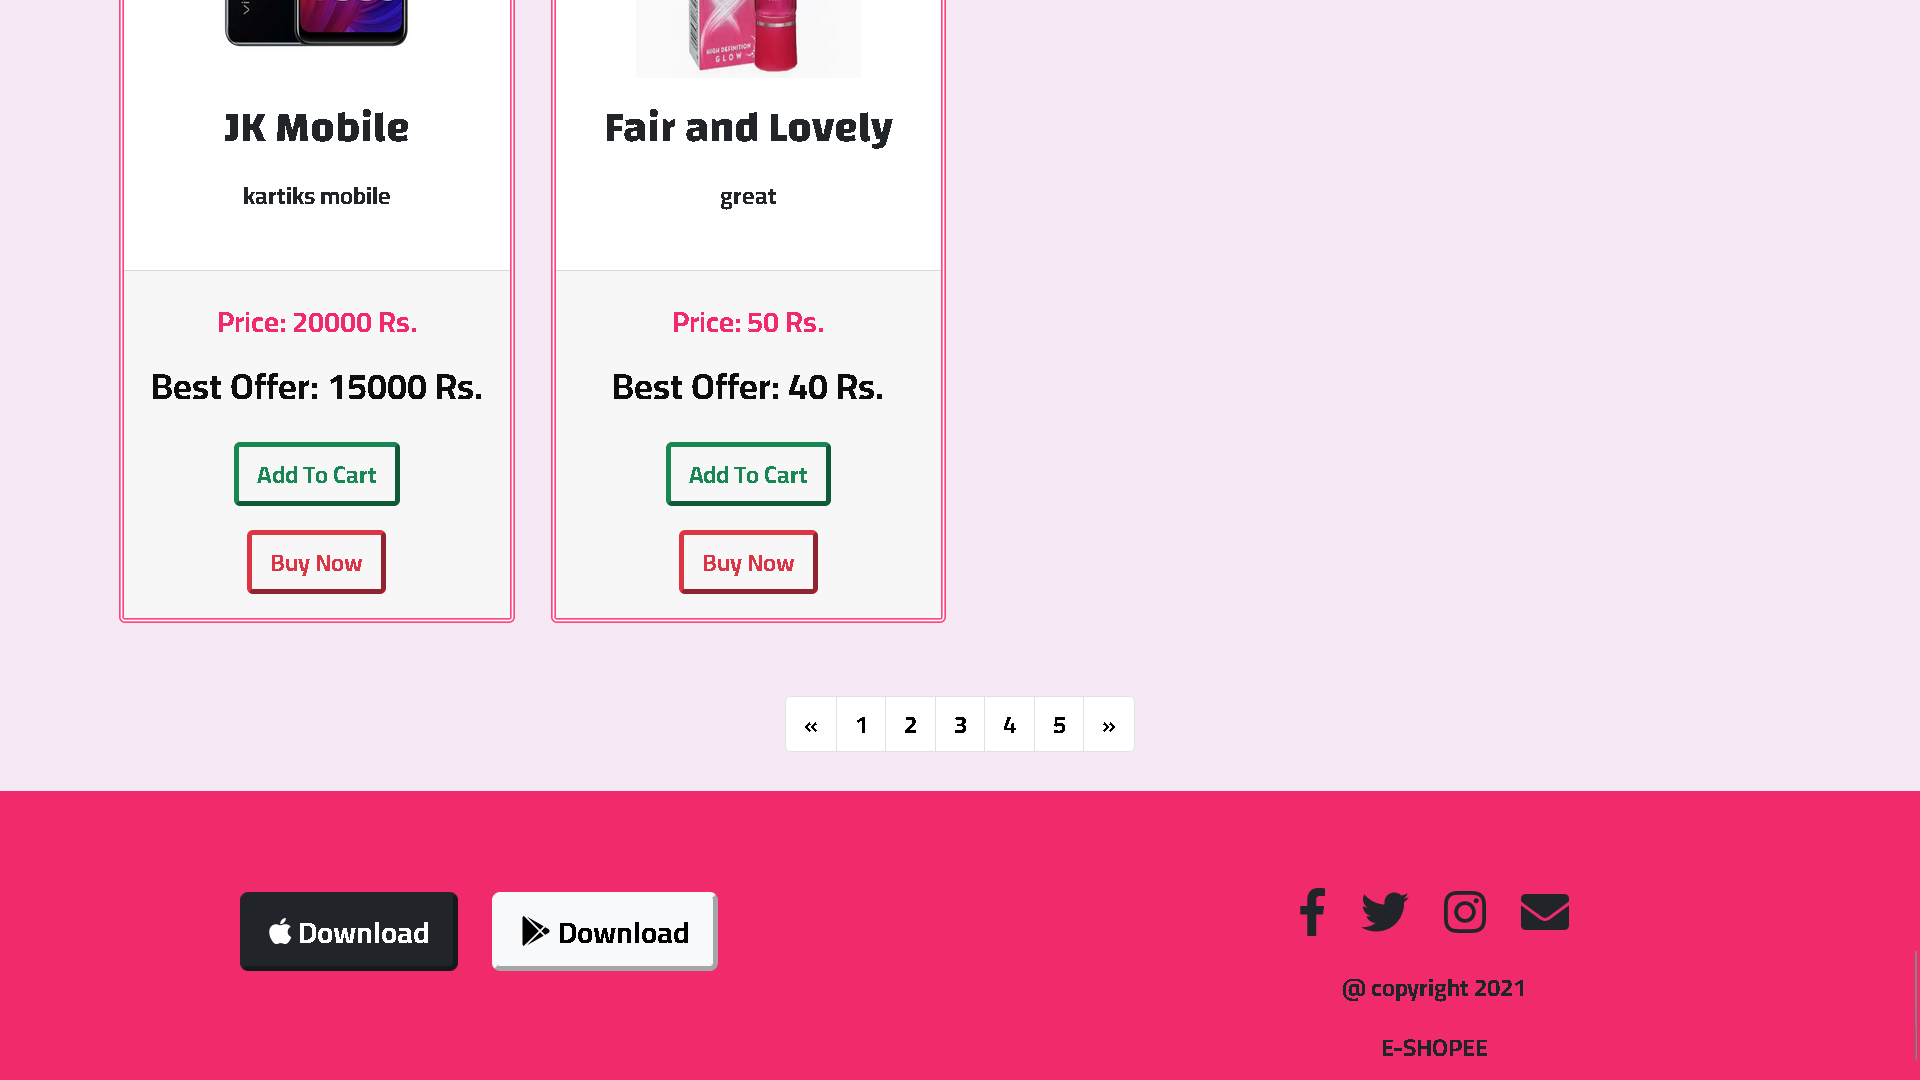 HIGH DEFINITION
GLOW
JK Mobile
kartiks mobile
Price: 20000 Rs.
Best Offer: 15000 Rs.
Add To Cart
Buy Now
Fair and Lovely
great
Price: 50 Rs.
Best Offer: 40 Rs.
Add To Cart
Buy Now
« 1 2 3 4 5 »
Download
Download
@ copyright 2021
E-SHOPEE